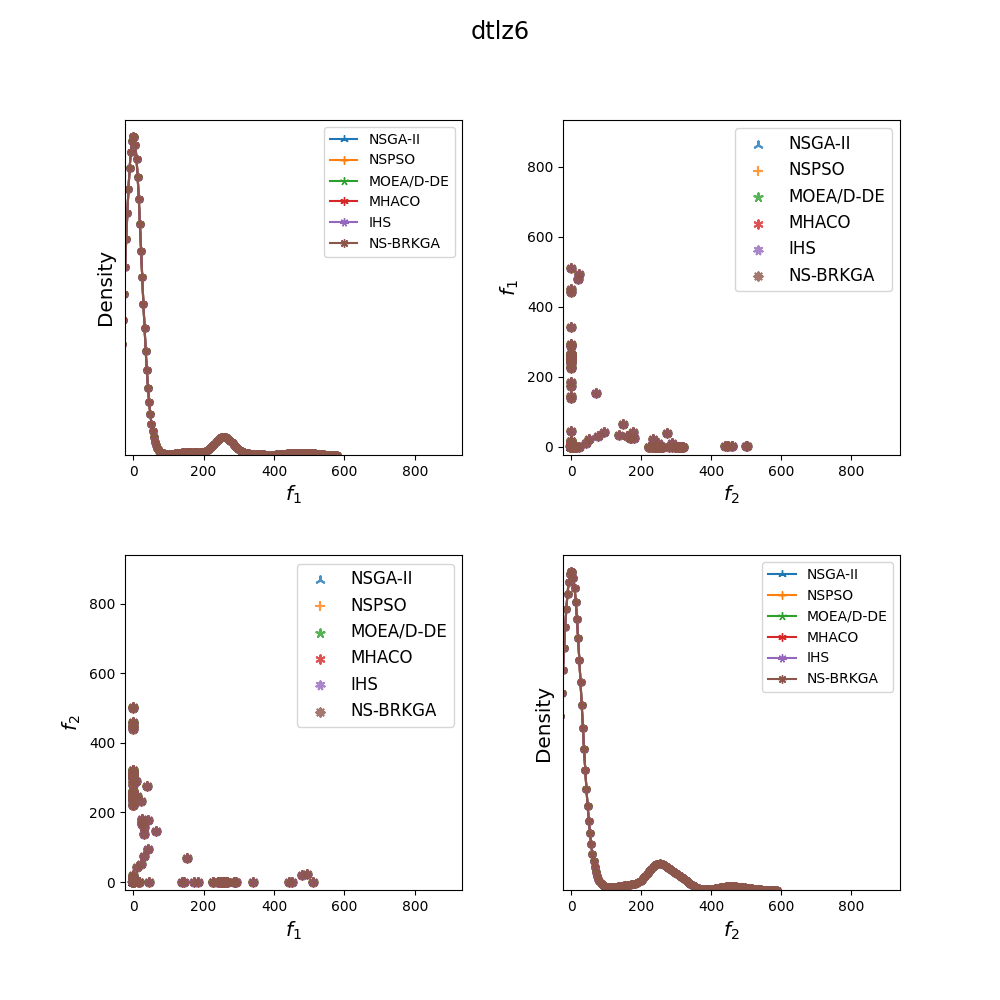 dtlz6
Density
NSGA-II
NSPSO
MOEA/D-DE
MHACO
IHS
NS-BRKGA
0 200 400 600 800
f1
f1
800
600
400
200
0
NSGA-II
NSPSO
MOEA/D-DE
MHACO
IHS
NS-BRKGA
0 200 400 600 800
f2
f2
800
600
400
200
0
NSGA-II
NSPSO
MOEA/D-DE
MHACO
IHS
NS-BRKGA
0 200 400 600 800
f1
Density
NSGA-II
NSPSO
MOEA/D-DE
MHACO
IHS
NS-BRKGA
0 200 400 600 800
f2